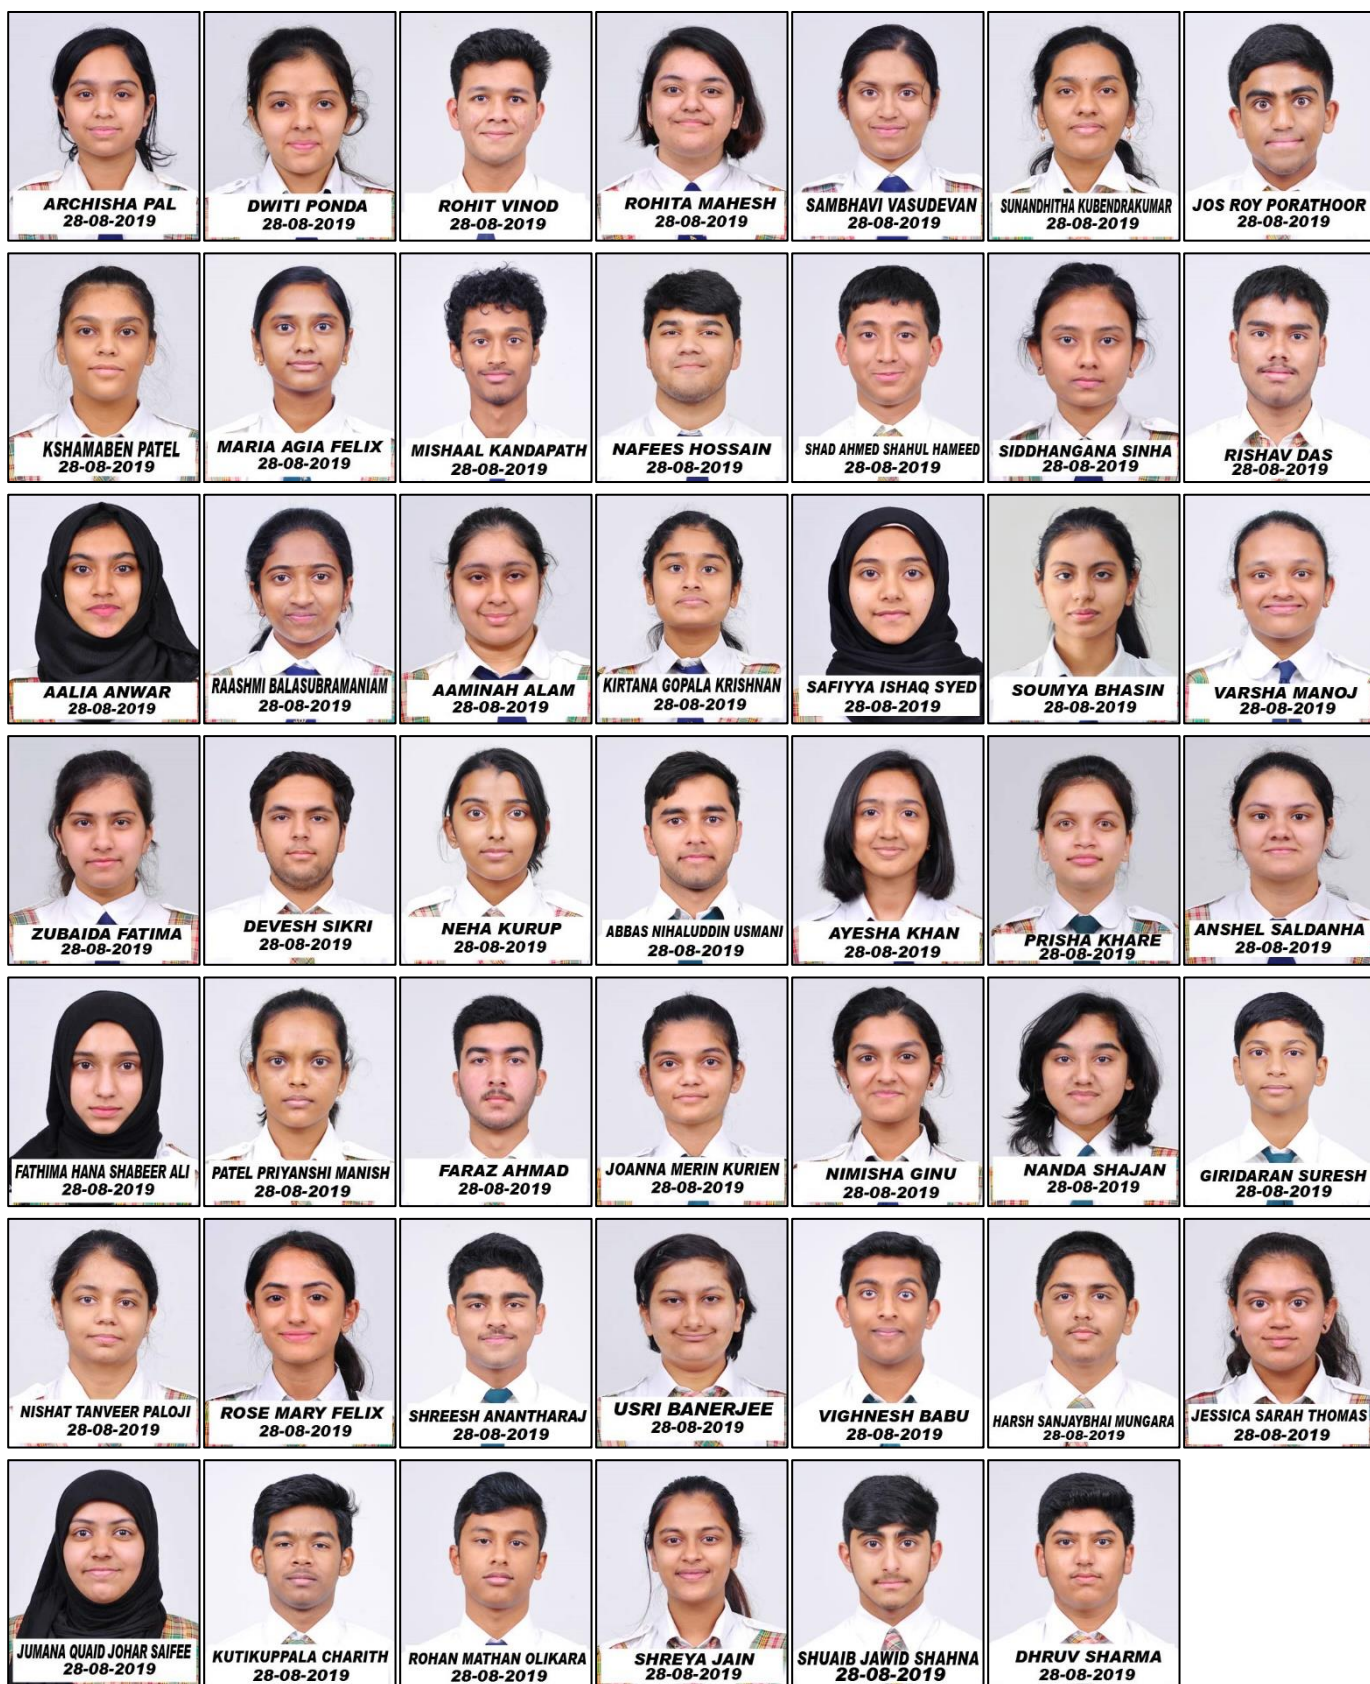 ARCHISHA PAL
28-08-2019
DWITI PONDA
28-08-2019
ROHIT VINOD
28-08-2019
ROHITA MAHESH
28-08-2019
SAMBHAVI VASUDEVAN
28-08-2019
SUNANDHITHA KUBENDRAKUMAR
28-08-2019
JOS ROY PORATHOOR
28-08-2019
KSHAMABEN PATEL
28-08-2019
MARIA AGIA FELIX
28-08-2019
MISHAAL KANDAPATH
28-08-2019
NAFEES HOSSAIN
28-08-2019
SHAD AHMED SHAHUL HAMEED
28-08-2019
SIDDHANGANA SINHA
28-08-2019
RISHAV DAS
28-08-2019
AALIA ANWAR
28-08-2019
RAASHMI BALASUBRAMANIAM
28-08-2019
AAMINAH ALAM
28-08-2019
KIRTANA GOPALA KRISHNAN
28-08-2019
SAFIYYA ISHAQ SYED
28-08-2019
SOUMYA BHASIN
28-08-2019
VARSHA MANOJ
28-08-2019
ZUBAIDA FATIMA
28-08-2019
DEVESH SIKRI
28-08-2019
NEHA KURUP
28-08-2019
ABBAS NIHALUDDIN USMANI
28-08-2019
AYESHA KHAN
28-08-2019
PRISHA KHARE
28-08-2019
ANSHEL SALDANHA
28-08-2019
FATHIMA HANA SHABEER ALI
28-08-2019
PATEL PRIYANSHI MANISH
28-08-2019
FARAZ AHMAD
28-08-2019
JOANNA MERIN KURIEN
28-08-2019
NIMISHA GINU
28-08-2019
NANDA SHAJAN
28-08-2019
GIRIDARAN SURESH
28-08-2019
NISHAT TANVEER PALOJI
28-08-2019
ROSE MARY FELIX
28-08-2019
SHREESH ANANTHARAJ
28-08-2019
USRI BANERJEE
28-08-2019
VIGHNESH BABU
28-08-2019
HARSH SANJAYBHAI MUNGARA
28-08-2019
JESSICA SARAH THOMAS
28-08-2019
JUMANA QUAID JOHAR SAIFEE
28-08-2019
KUTIKUPPALA CHARITH
28-08-2019
ROHAN MATHAN OLIKARA
28-08-2019
SHREYA JAIN
28-08-2019
SHUAIB JAWID SHAHNA
28-08-2019
DHRUV SHARMA
28-08-2019